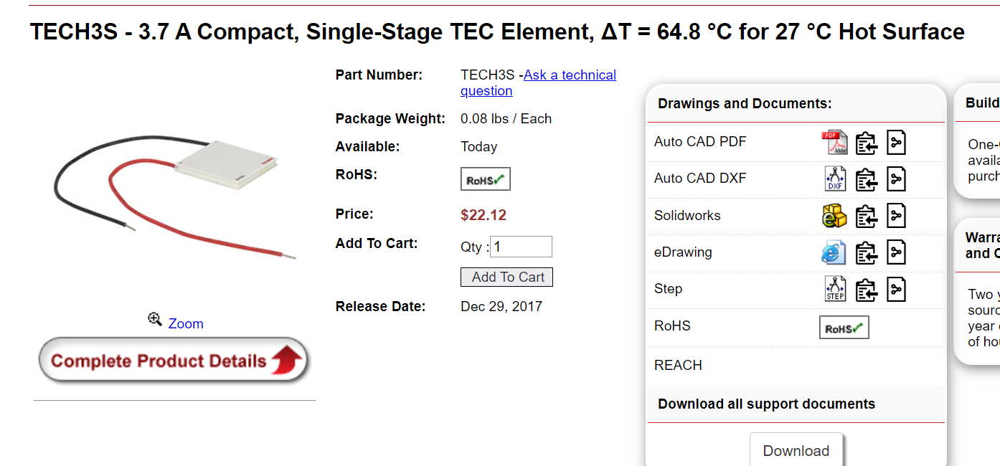 TECH3S - 3.7 A Compact, Single-Stage TEC Element, ΔT = 64.8 °C for 27 °C Hot Surface
Part Number: TECH3S -Ask a technical
question
Package Weight: 0.08 lbs / Each
Available: Today
RoHS: RoHS
Price: $22.12
Add To Cart: Qty : 1
Add To Cart
Release Date: Dec 29, 2017
Zoom
Complete Product Details
Drawings and Documents:
Auto CAD PDF
PDF
Adobe
Auto CAD DXF
DXF
Solidworks
eDrawing
Step
STEP
RoHS
RoHS
REACH
Download all support documents
Download
Build
One-
availa
purch
Warra
and C
Two y
sourc
year
of hou